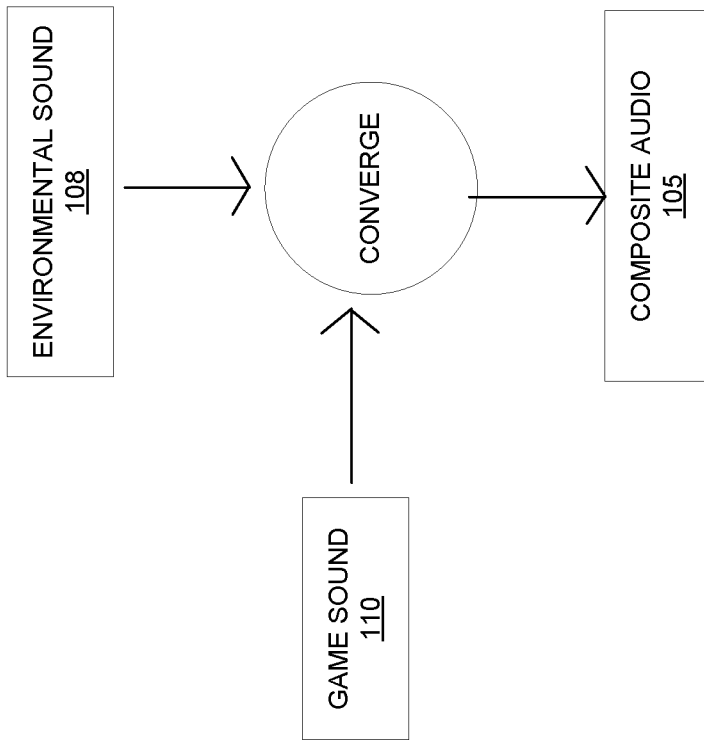 ENVIRONMENTAL SOUND
108
CONVERGE
COMPOSITE AUDIO
105
GAME SOUND
110